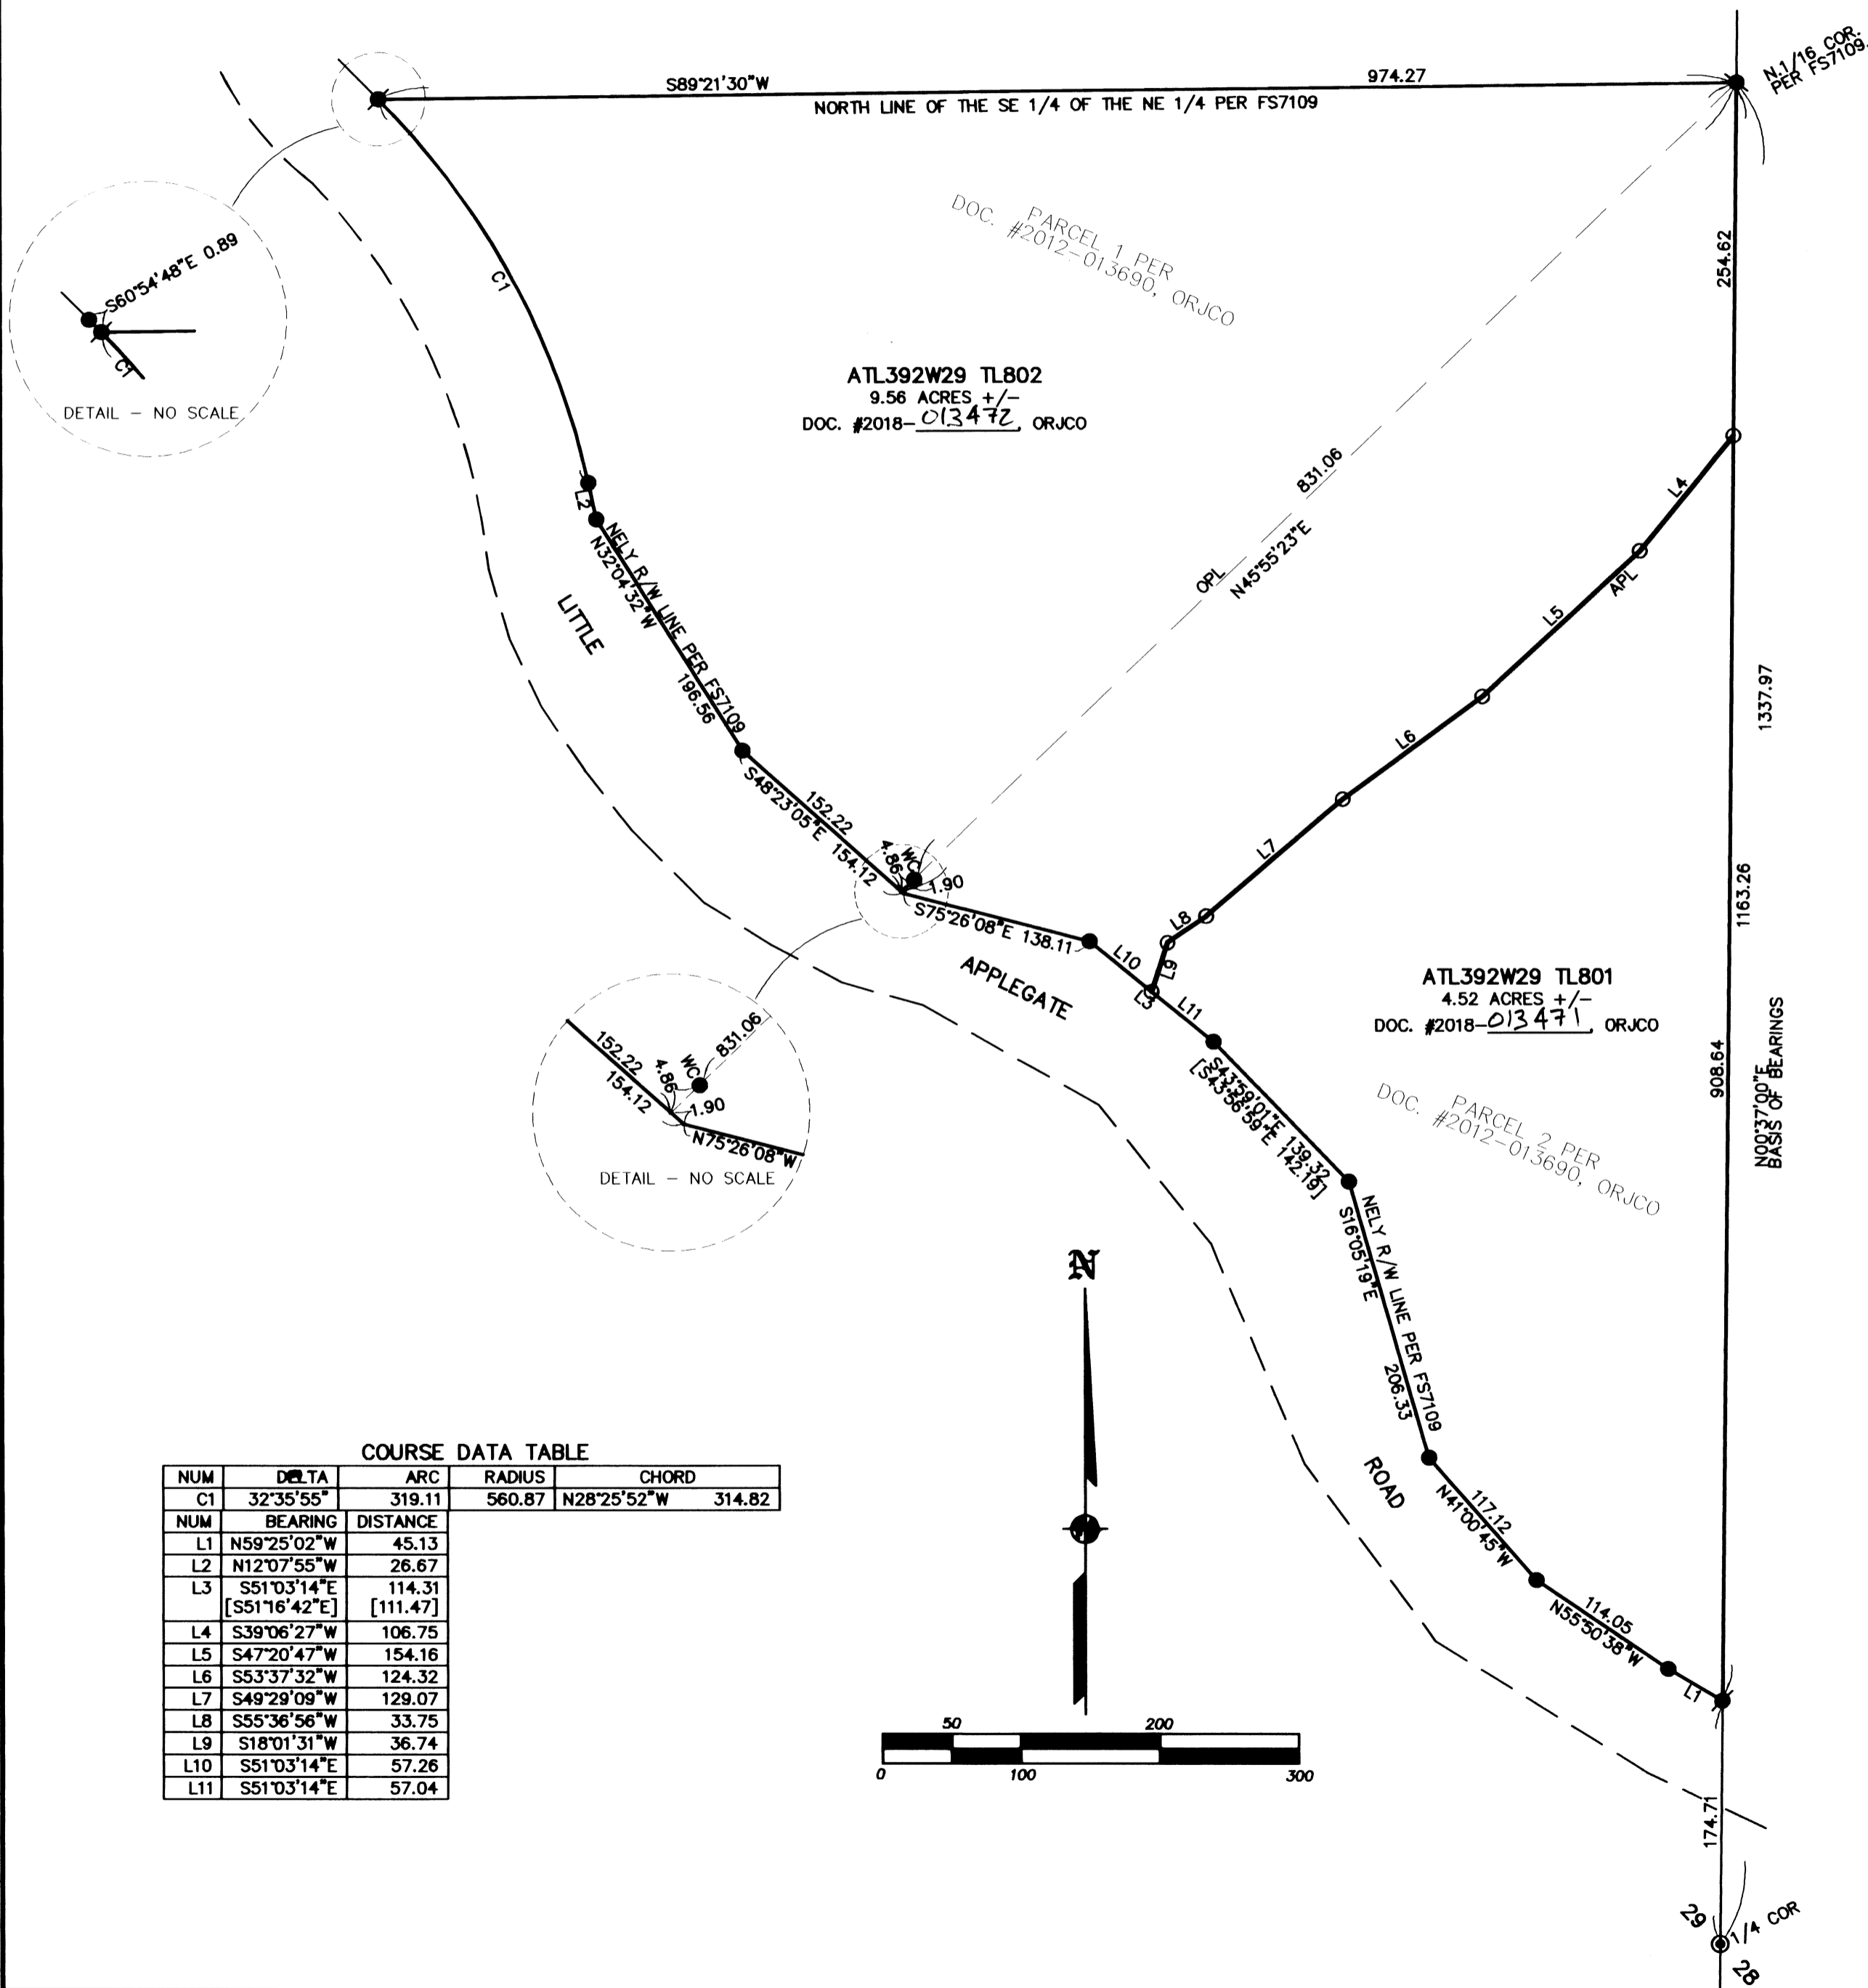 N.1/16 COR.
PER FS7109.
S89°21'30"W 974.27
NORTH LINE OF THE SE 1/4 OF THE NE 1/4 PER FS7109
S60°54'48"E 0.89
C1
DETAIL – NO SCALE
C1
PARCEL 1 PER
DOC. #2012-013690, ORJCO
254.62
ATL392W29 TL802
9.56 ACRES +/-
DOC. #2018-013472, ORJCO
831.06
OPL
N45°55'23"E
L4
APL
L5
L6
L7
L8
L9
L2
NELY R/W LINE PER FS7109
N32°04'32"W
196.56
LITTLE
152.22
S48°23'05"E 154.12
WC
4.86
1.90
S75°26'08"E 138.11
L10
L3
L11
APPLEGATE
1337.97
1163.26
ATL392W29 TL801
4.52 ACRES +/-
DOC. #2018-013471, ORJCO
908.64
N00°37'00"E
BASIS OF BEARINGS
152.22
154.12
4.86
WC
831.06
1.90
N75°26'08"W
DETAIL – NO SCALE
S43°59'01"E 139.32
[S43°56'59"E 142.19]
PARCEL 2 PER
DOC. #2012-013690, ORJCO
N
NELY R/W LINE PER FS7109
S16°05'19"E
206.33
ROAD
117.12
N41°00'45"W
114.05
N55°50'38"W
L1
COURSE DATA TABLE
NUM DELTA ARC RADIUS CHORD
C1 32°35'55" 319.11 560.87 N28°25'52"W 314.82
NUM BEARING DISTANCE
L1 N59°25'02"W 45.13
L2 N12°07'55"W 26.67
L3 S51°03'14"E 114.31
[S51°16'42"E] [111.47]
L4 S39°06'27"W 106.75
L5 S47°20'47"W 154.16
L6 S53°37'32"W 124.32
L7 S49°29'09"W 129.07
L8 S55°36'56"W 33.75
L9 S18°01'31"W 36.74
L10 S51°03'14"E 57.26
L11 S51°03'14"E 57.04
50 200
0 100 300
174.71
29
1/4 COR
28